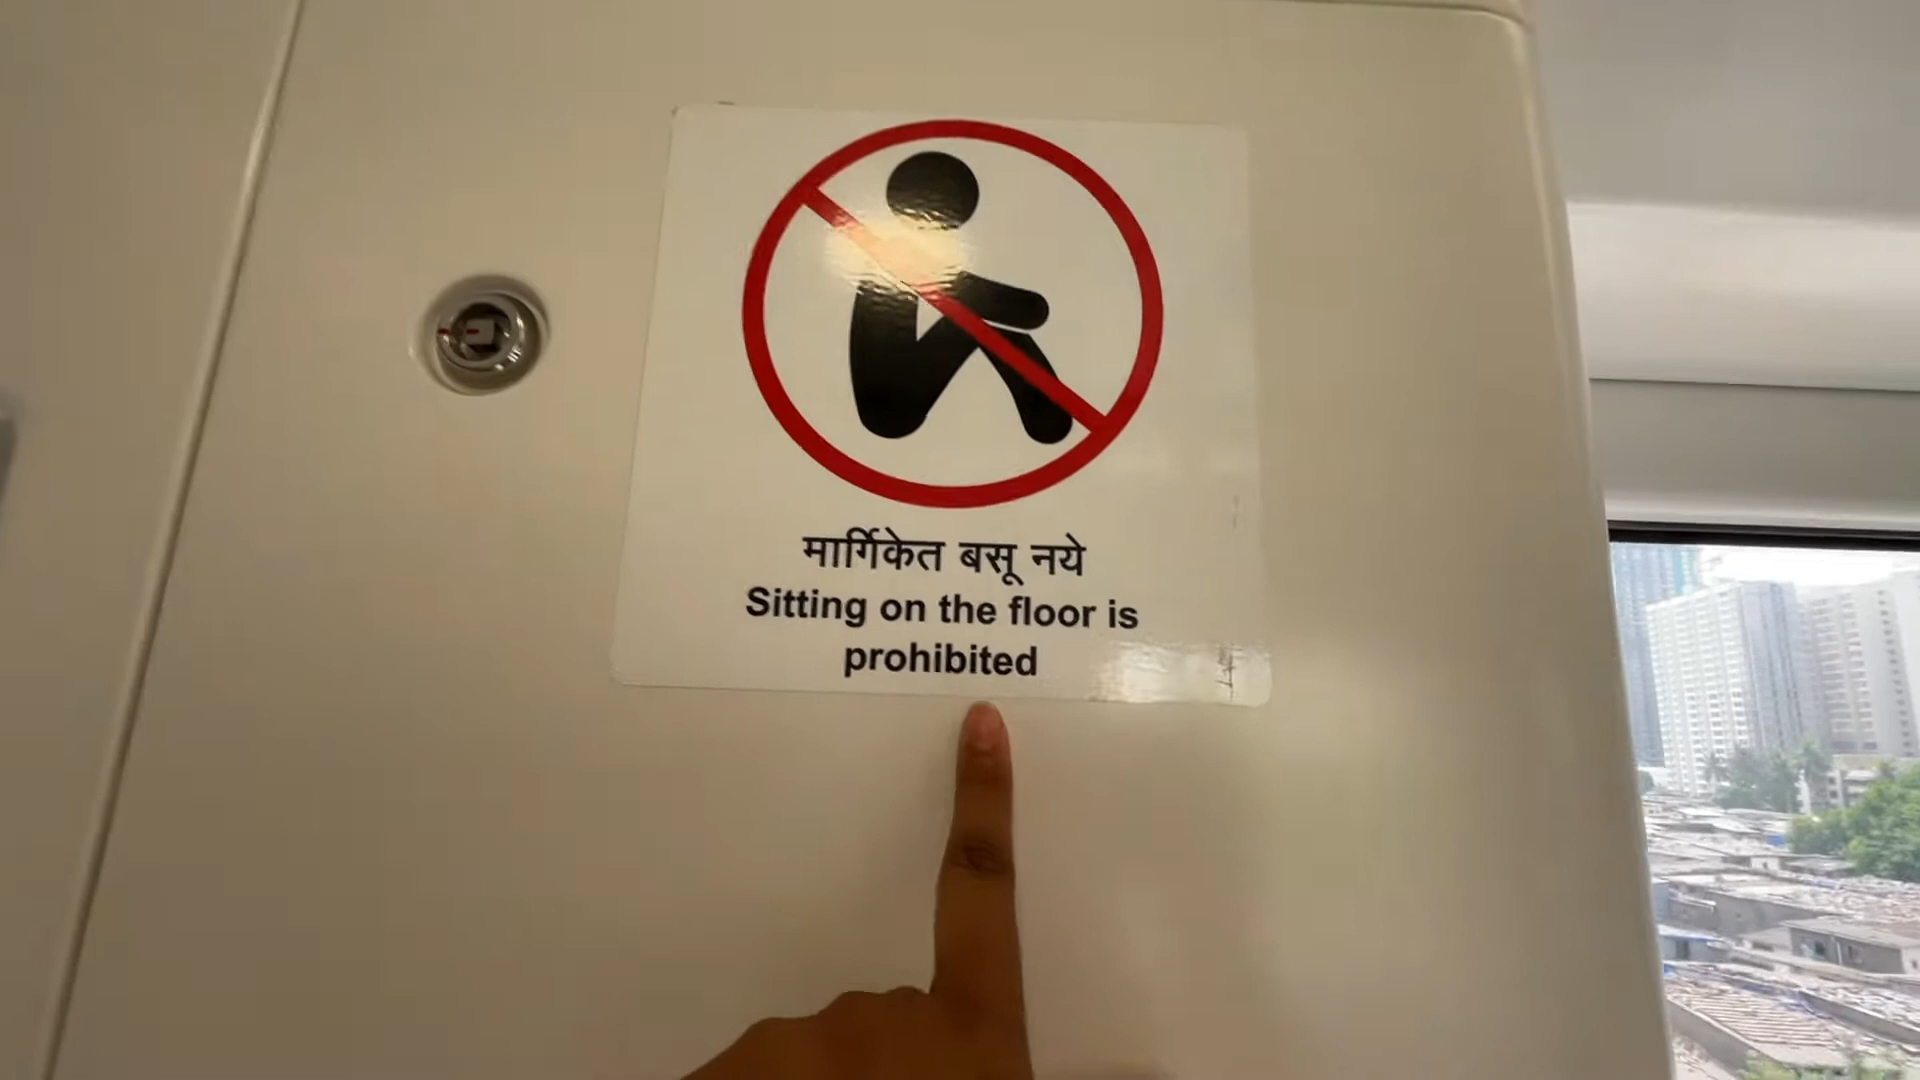 मार्गिकेत बसू नये
Sitting on the floor is
prohibited